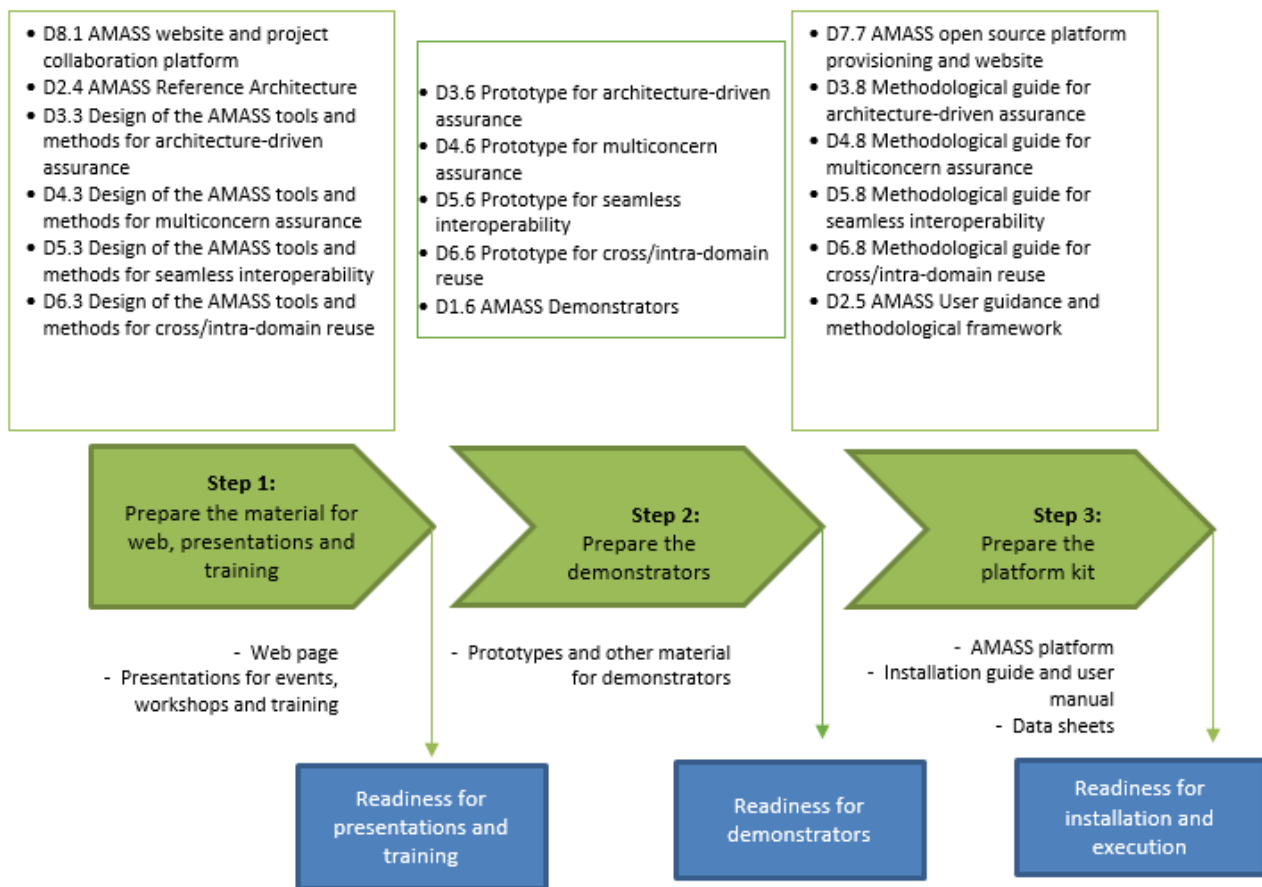 • D8.1 AMASS website and project
collaboration platform
• D2.4 AMASS Reference Architecture
• D3.3 Design of the AMASS tools and
methods for architecture-driven
assurance
• D4.3 Design of the AMASS tools and
methods for multiconcern assurance
• D5.3 Design of the AMASS tools and
methods for seamless interoperability
• D6.3 Design of the AMASS tools and
methods for cross/intra-domain reuse
• D3.6 Prototype for architecture-driven
assurance
• D4.6 Prototype for multiconcern
assurance
• D5.6 Prototype for seamless
interoperability
• D6.6 Prototype for cross/intra-domain
reuse
• D1.6 AMASS Demonstrators
• D7.7 AMASS open source platform
provisioning and website
• D3.8 Methodological guide for
architecture-driven assurance
• D4.8 Methodological guide for
multiconcern assurance
• D5.8 Methodological guide for
seamless interoperability
• D6.8 Methodological guide for
cross/intra-domain reuse
• D2.5 AMASS User guidance and
methodological framework
Step 1:
Prepare the material for
web, presentations and
training
Step 2:
Prepare the
demonstrators
Step 3:
Prepare the
platform kit
- Web page
- Presentations for events,
workshops and training
- Prototypes and other material
for demonstrators
- AMASS platform
- Installation guide and user
manual
- Data sheets
Readiness for
presentations and
training
Readiness for
demonstrators
Readiness for
installation and
execution